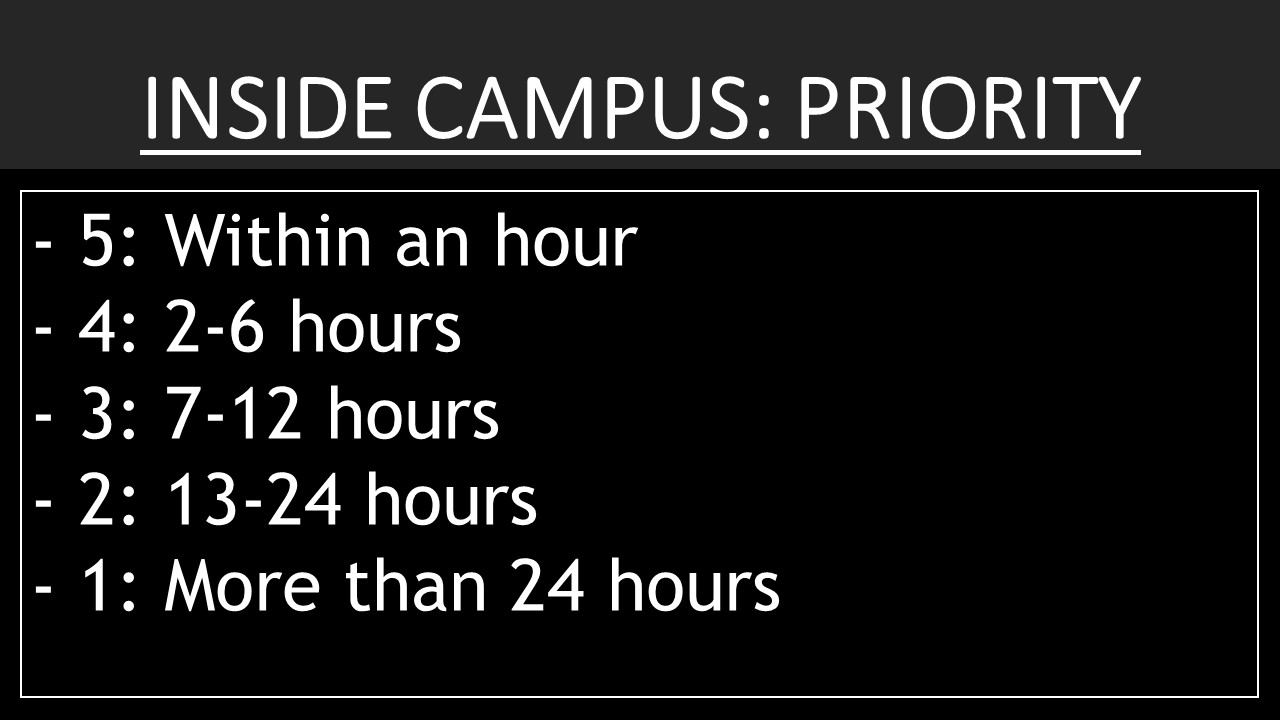 INSIDE CAMPUS: PRIORITY
- 5: Within an hour
- 4: 2-6 hours
- 3: 7-12 hours
- 2: 13-24 hours
- 1: More than 24 hours